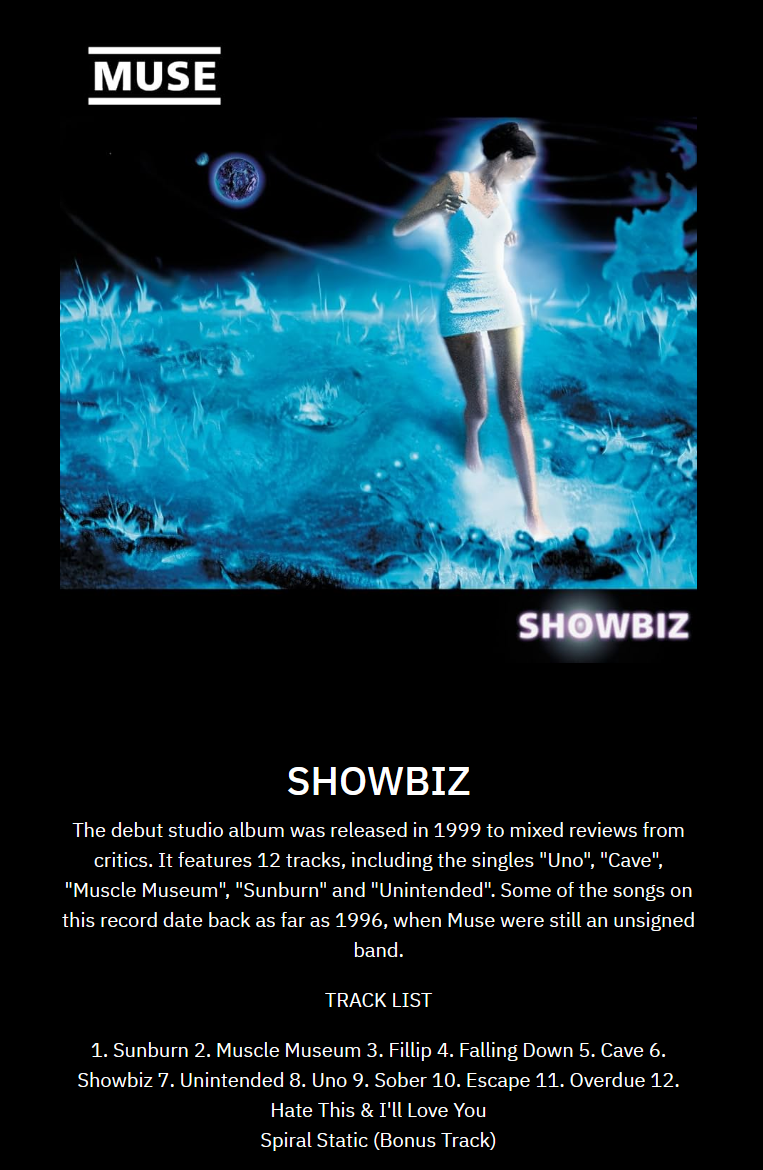 MUSE
SHOWBIZ
SHOWBIZ
The debut studio album was released in 1999 to mixed reviews from
critics. It features 12 tracks, including the singles "Uno", "Cave",
"Muscle Museum", "Sunburn" and "Unintended". Some of the songs on
this record date back as far as 1996, when Muse were still an unsigned
band.
TRACK LIST
1. Sunburn 2. Muscle Museum 3. Fillip 4. Falling Down 5. Cave 6.
Showbiz 7. Unintended 8. Uno 9. Sober 10. Escape 11. Overdue 12.
Hate This & I'll Love You
Spiral Static (Bonus Track)